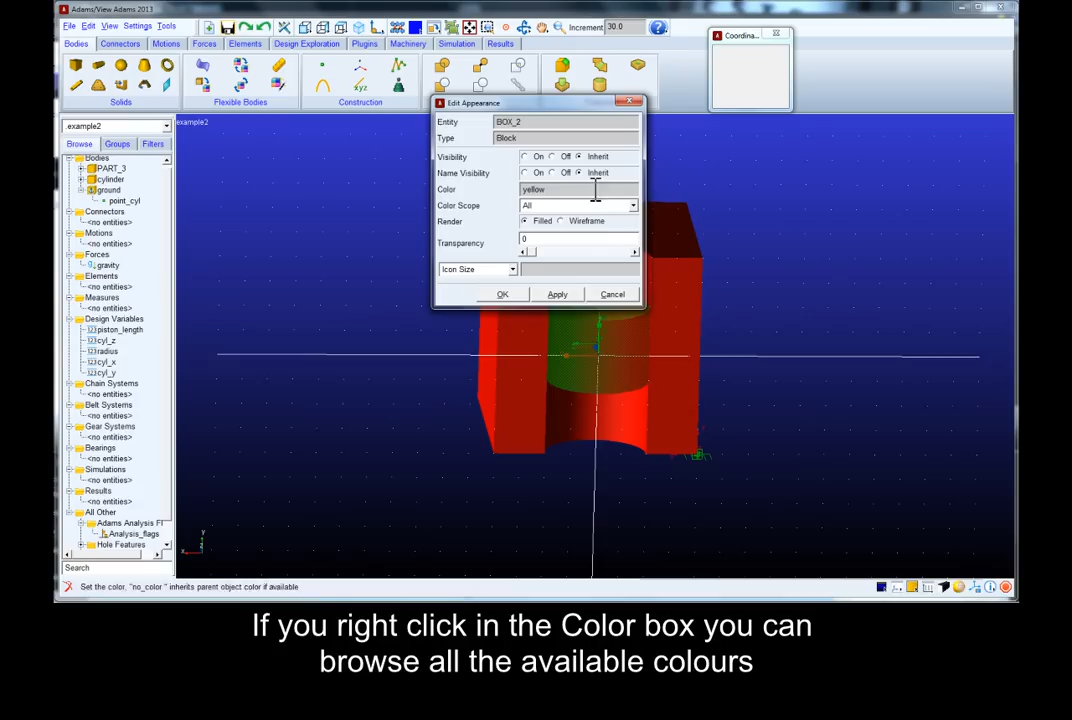 Adams/View Adams 2013
File Edit View Settings Tools
Increment 30.0
Bodies Connectors Motions Forces Elements Design Exploration Plugins Machinery Simulation Results
Solids Flexible Bodies Construction
Coordina...
.example2
example2
Browse Groups Filters
Bodies
PART_3
cylinder
ground
point_cyl
Connectors
<no entities>
Motions
<no entities>
Forces
gravity
Elements
<no entities>
Measures
<no entities>
Design Variables
piston_length
cyl_z
radius
cyl_x
cyl_y
Chain Systems
<no entities>
Belt Systems
<no entities>
Gear Systems
<no entities>
Bearings
<no entities>
Simulations
<no entities>
Results
<no entities>
All Other
Adams Analysis Fl
Analysis_flags
Hole Features
Search
Edit Appearance
Entity BOX_2
Type Block
Visibility On Off Inherit
Name Visibility On Off Inherit
Color yellow
Color Scope All
Render Filled Wireframe
Transparency 0
Icon Size
OK Apply Cancel
Set the color, "no_color " inherits parent object color if available
If you right click in the Color box you can
browse all the available colours